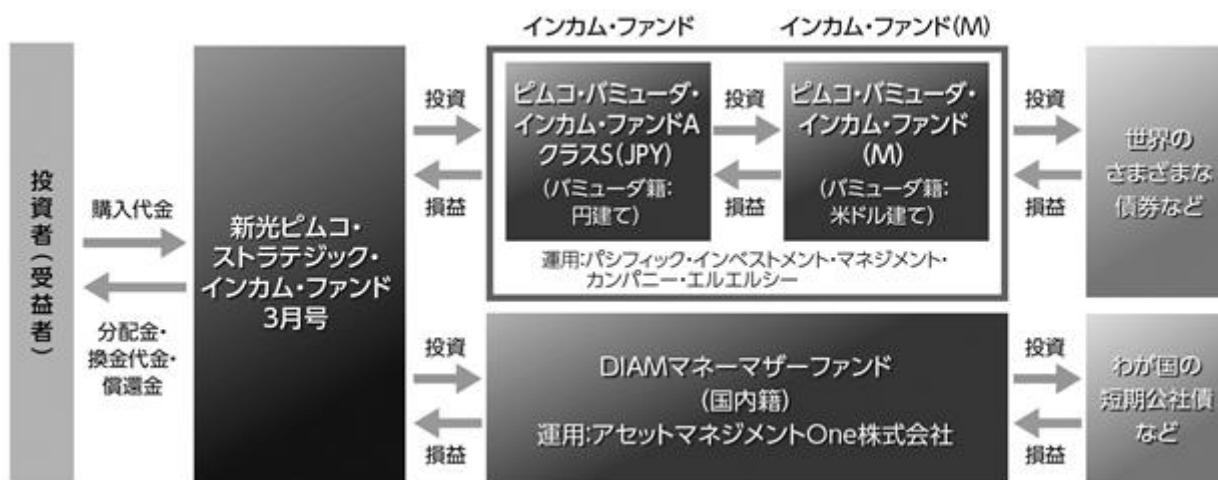 インカム・ファンド
インカム・ファンド(M)
投資者(受益者)
購入代金
分配金・
換金代金・
償還金
新光ピムコ・
ストラテジック・
インカム・ファンド
3月号
投資
損益
ピムコ・バミューダ・
インカム・ファンドA
クラスS(JPY)
(バミューダ籍:
円建て)
投資
損益
ピムコ・バミューダ・
インカム・ファンド
(M)
(バミューダ籍:
米ドル建て)
運用:パシフィック・インベストメント・マネジメント・
カンパニー・エルエルシー
投資
損益
世界の
さまざまな
債券など
投資
損益
DIAMマネーマザーファンド
(国内籍)
運用:アセットマネジメントOne株式会社
投資
損益
わが国の
短期公社債
など